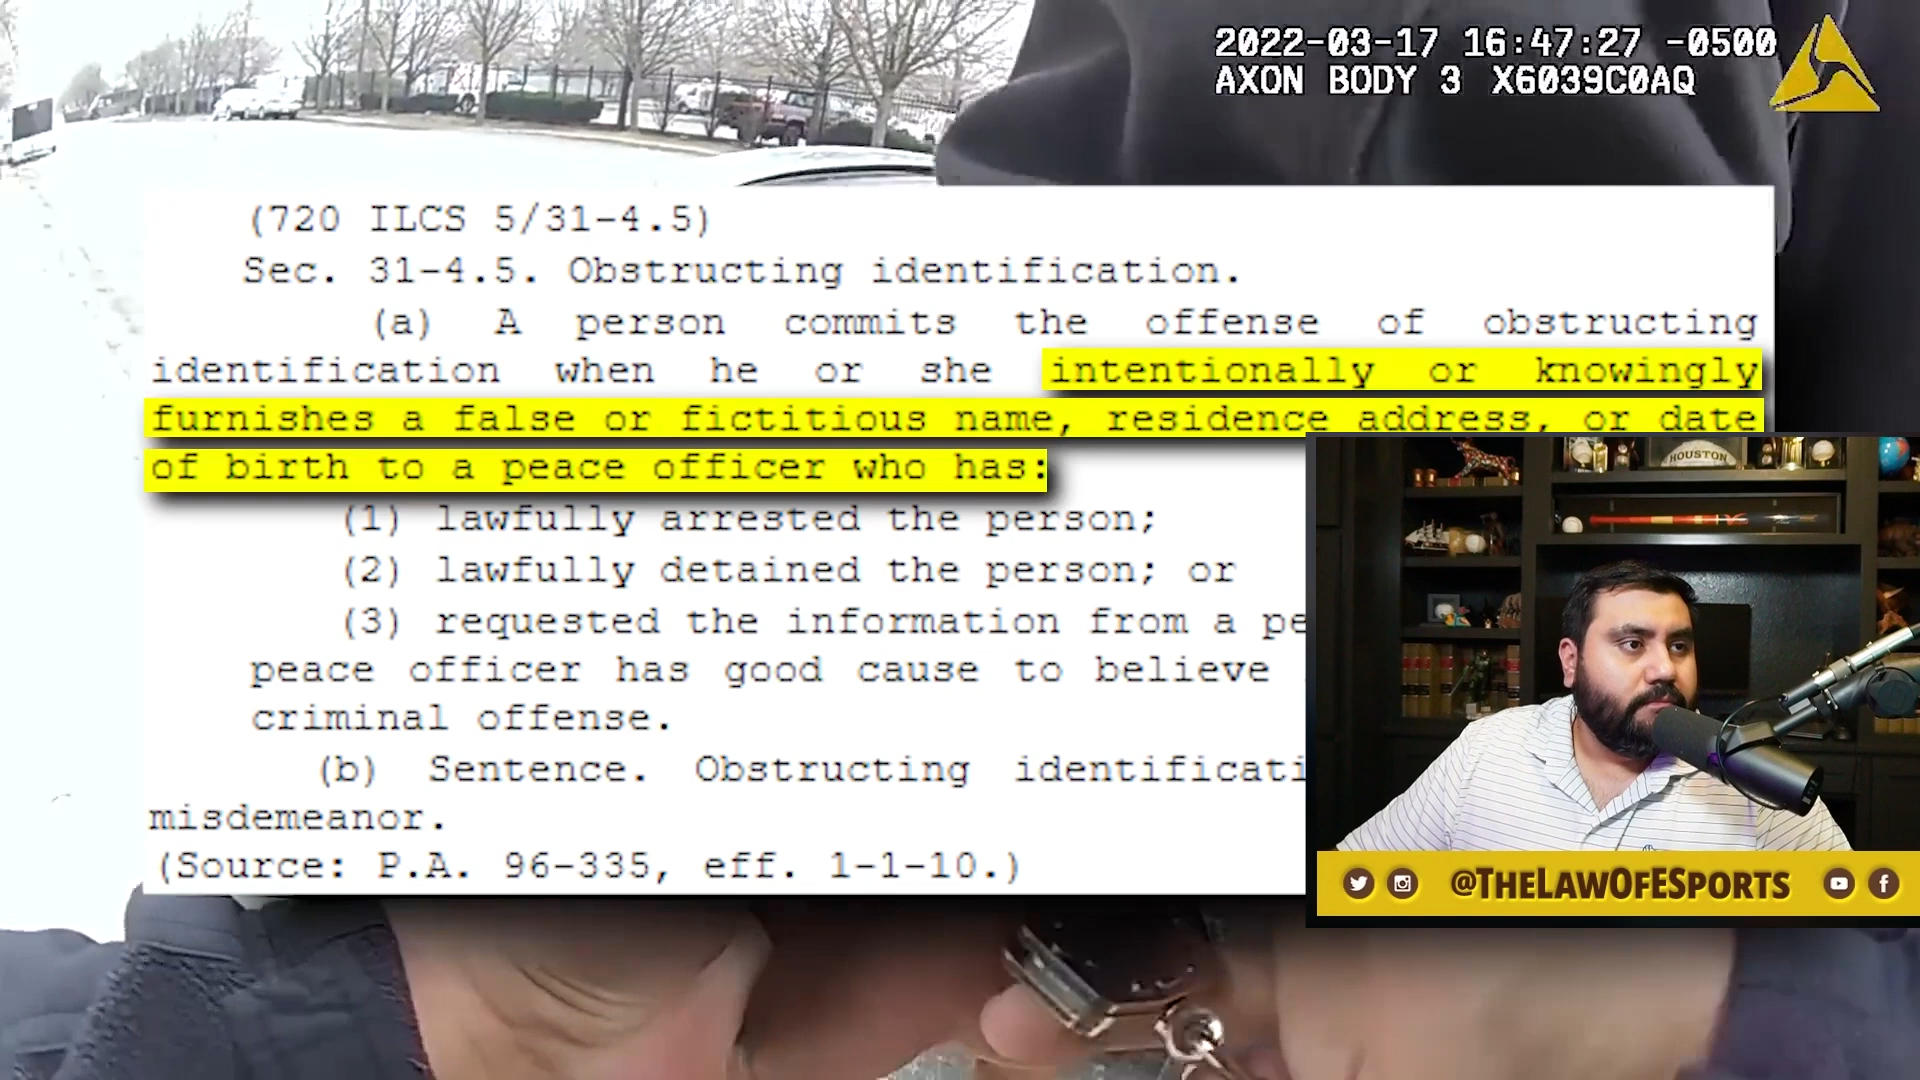 2022-03-17 16:47:27 -0500
AXON BODY 3 X6039C0AQ
(720 ILCS 5/31-4.5)
Sec. 31-4.5. Obstructing identification.
(a) A person commits the offense of obstructing
identification when he or she intentionally or knowingly
furnishes a false or fictitious name, residence address, or date
of birth to a peace officer who has:
(1) lawfully arrested the person;
(2) lawfully detained the person; or
(3) requested the information from a
peace officer has good cause to believe
criminal offense.
(b) Sentence. Obstructing
misdemeanor.
(Source: P.A. 96-335, eff. 1-1-10.)
HOUSTON
@THELAWOFESPORTS